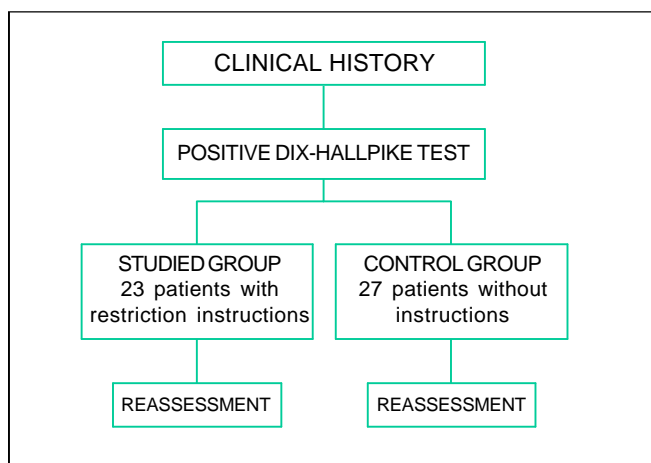 CLINICAL HISTORY
POSITIVE DIX-HALLPIKE TEST
STUDIED GROUP
23 patients with
restriction instructions
CONTROL GROUP
27 patients without
instructions
REASSESSMENT
REASSESSMENT